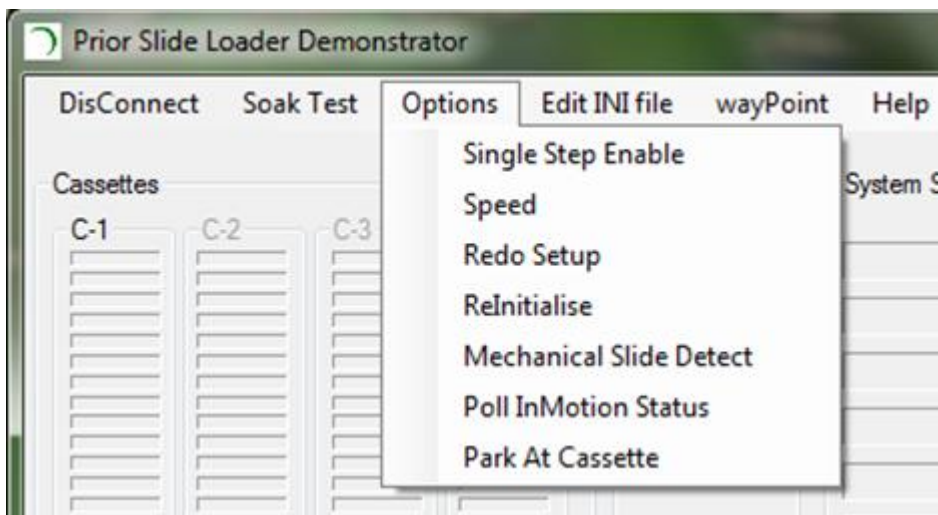 Prior Slide Loader Demonstrator
DisConnect Soak Test Options Edit INI file wayPoint Help
Single Step Enable
Speed
Redo Setup
ReInitialise
Mechanical Slide Detect
Poll InMotion Status
Park At Cassette
Cassettes
C-1 C-2 C-3
System S